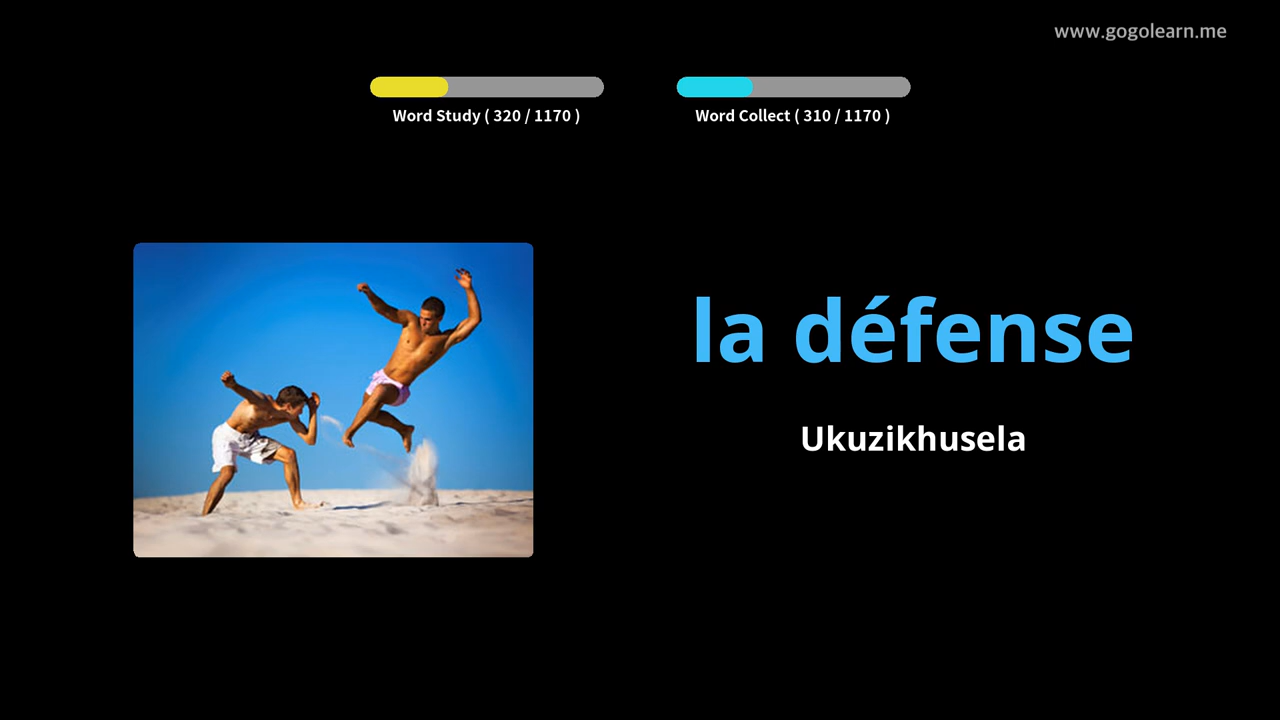 www.gogolearn.me
Word Study ( 320 / 1170 )
Word Collect ( 310 / 1170 )
la défense
Ukuzikhusela